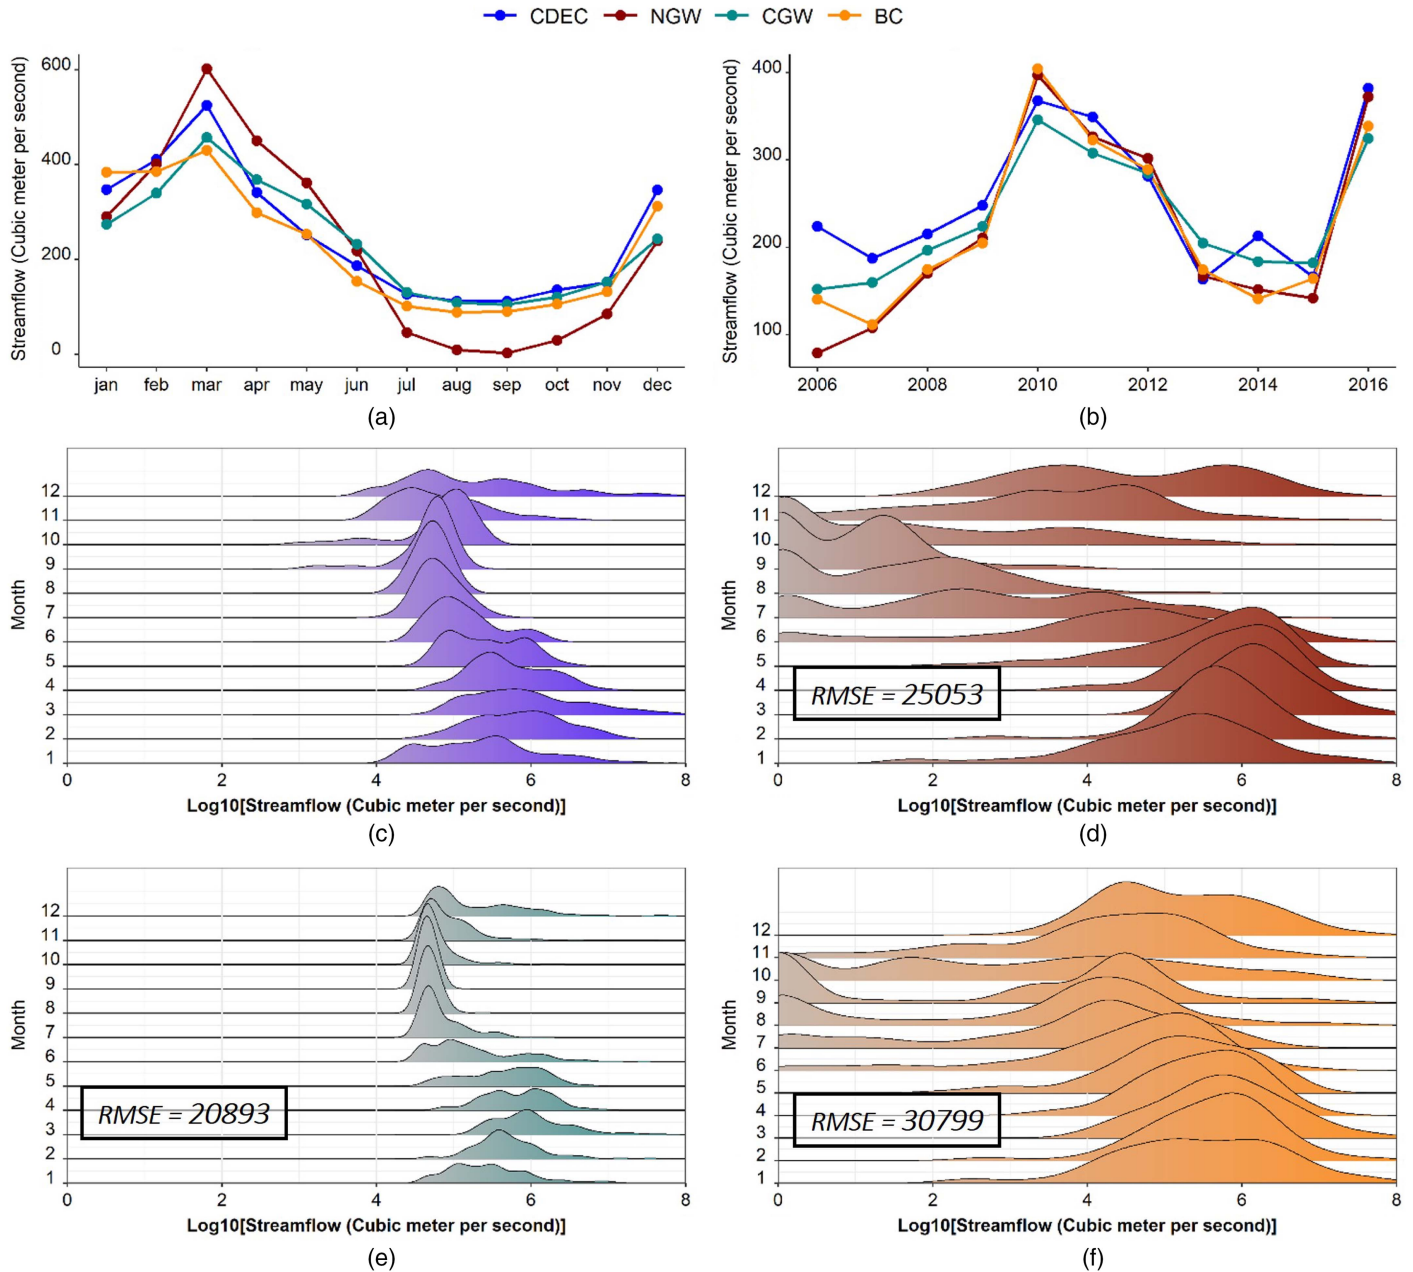 CDEC NGW CGW BC
Streamflow (Cubic meter per second)
600
400
200
0
jan feb mar apr may jun jul aug sep oct nov dec
(a)
Streamflow (Cubic meter per second)
400
300
200
100
2006 2008 2010 2012 2014 2016
(b)
Month
12
11
10
9
8
7
6
5
4
3
2
1
0 2 4 6 8
Log10[Streamflow (Cubic meter per second)]
(c)
Month
12
11
10
9
8
7
6
5
4
3
2
1
RMSE = 25053
0 2 4 6 8
Log10[Streamflow (Cubic meter per second)]
(d)
Month
12
11
10
9
8
7
6
5
4
3
2
1
RMSE = 20893
0 2 4 6 8
Log10[Streamflow (Cubic meter per second)]
(e)
Month
12
11
10
9
8
7
6
5
4
3
2
1
RMSE = 30799
0 2 4 6 8
Log10[Streamflow (Cubic meter per second)]
(f)